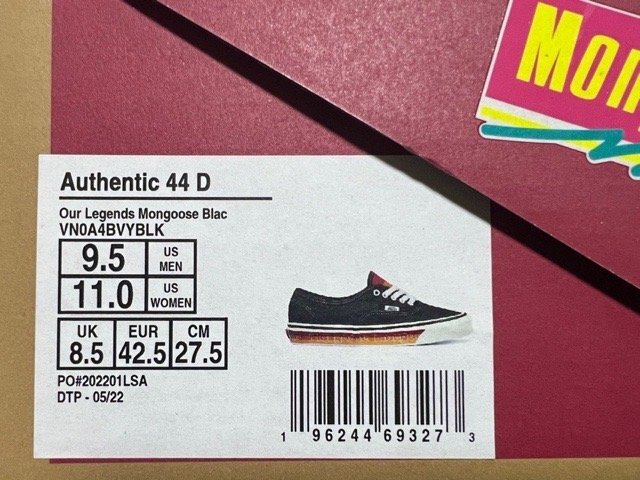 Mon
Authentic 44 D
Our Legends Mongoose Blac
VN0A4BVYBLK
9.5 US MEN
11.0 US WOMEN
UK EUR CM
8.5 42.5 27.5
PO#202201LSA
DTP - 05/22
1 96244 69327 3